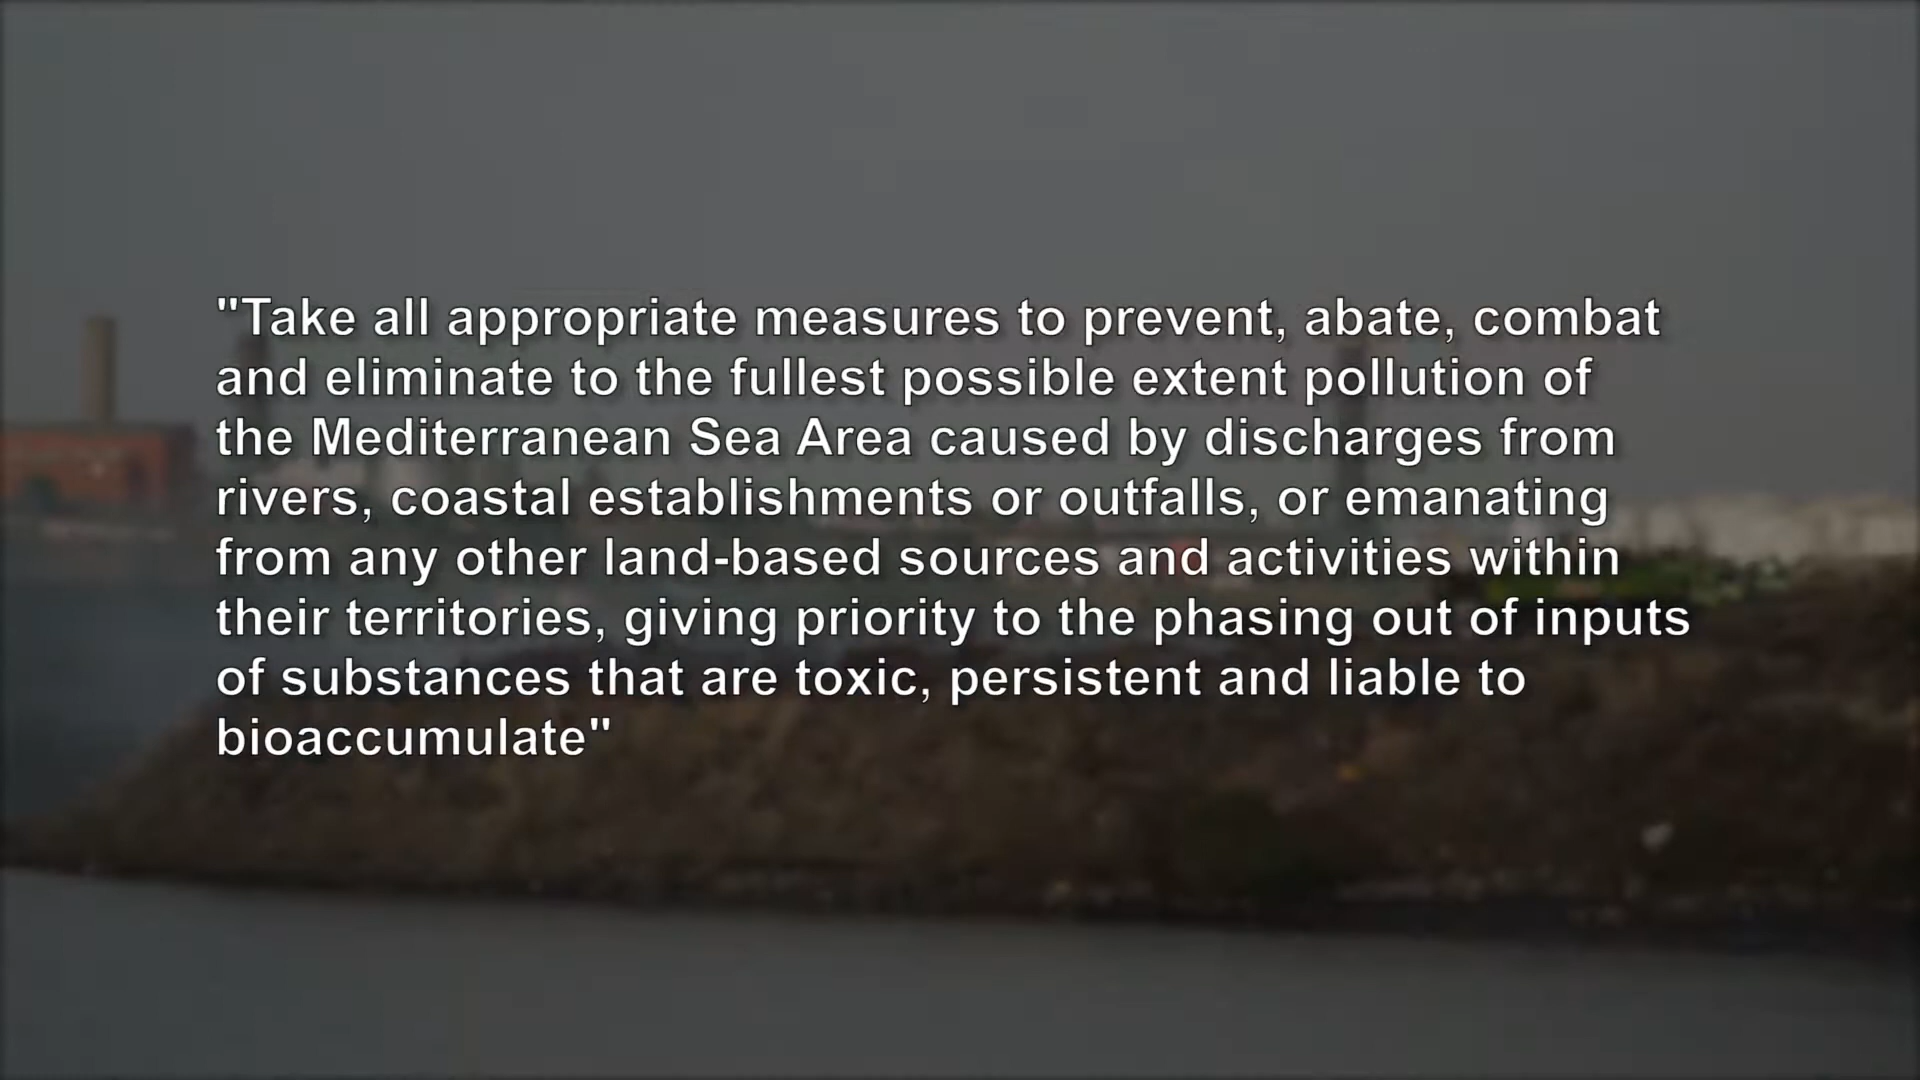 "Take all appropriate measures to prevent, abate, combat
and eliminate to the fullest possible extent pollution of
the Mediterranean Sea Area caused by discharges from
rivers, coastal establishments or outfalls, or emanating
from any other land-based sources and activities within
their territories, giving priority to the phasing out of inputs
of substances that are toxic, persistent and liable to
bioaccumulate"